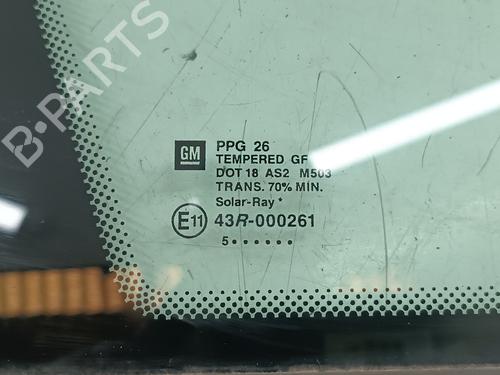 B-PARTS
GM
PPG 26
TEMPERED GF
DOT 18 AS2 M503
TRANS. 70% MIN.
Solar-Ray *
E11 43R-000261
5 • • • • • •